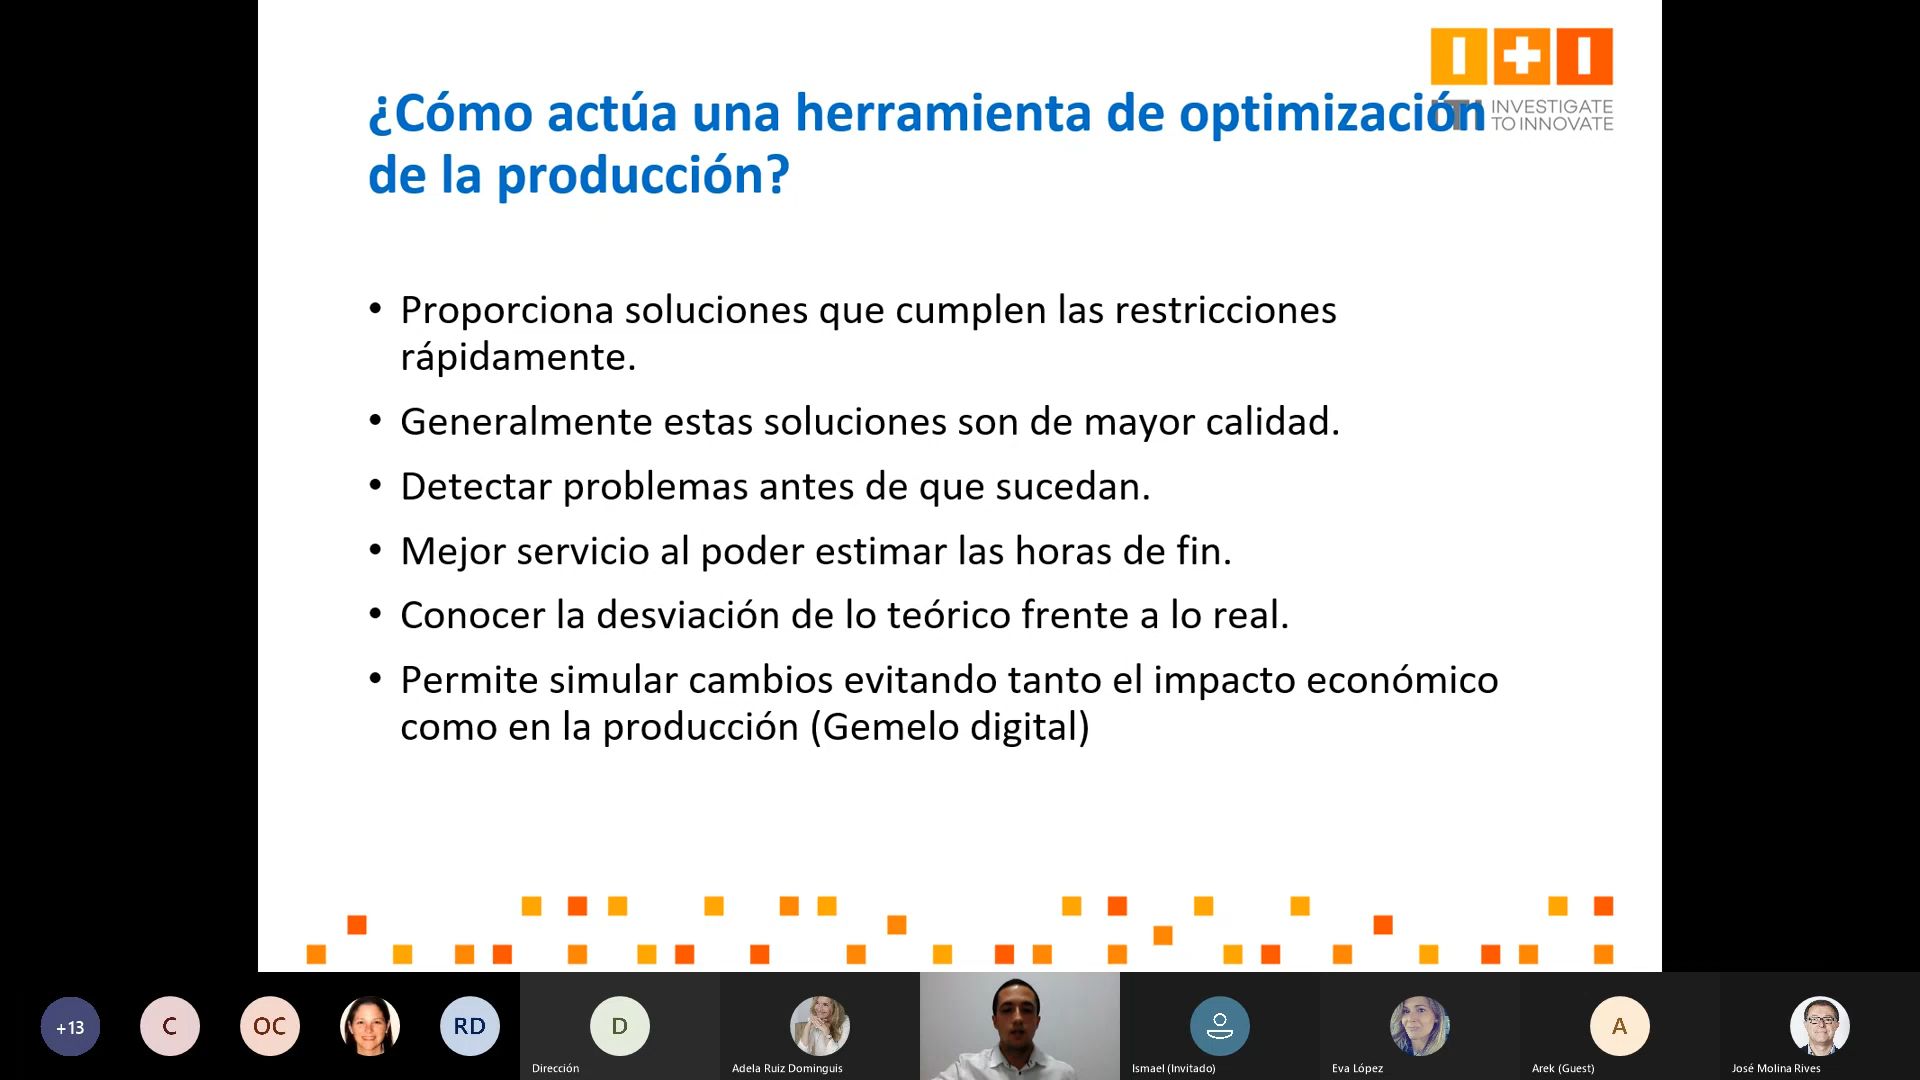 I+I
¿Cómo actúa una herramienta de optimización
INVESTIGATE
TO INNOVATE
de la producción?
• Proporciona soluciones que cumplen las restricciones
rápidamente.
• Generalmente estas soluciones son de mayor calidad.
• Detectar problemas antes de que sucedan.
• Mejor servicio al poder estimar las horas de fin.
• Conocer la desviación de lo teórico frente a lo real.
• Permite simular cambios evitando tanto el impacto económico
como en la producción (Gemelo digital)
+13
C
OC
RD
D
A
Dirección
Adela Ruiz Dominguis
Ismael (Invitado)
Eva López
Arek (Guest)
José Molina Rives